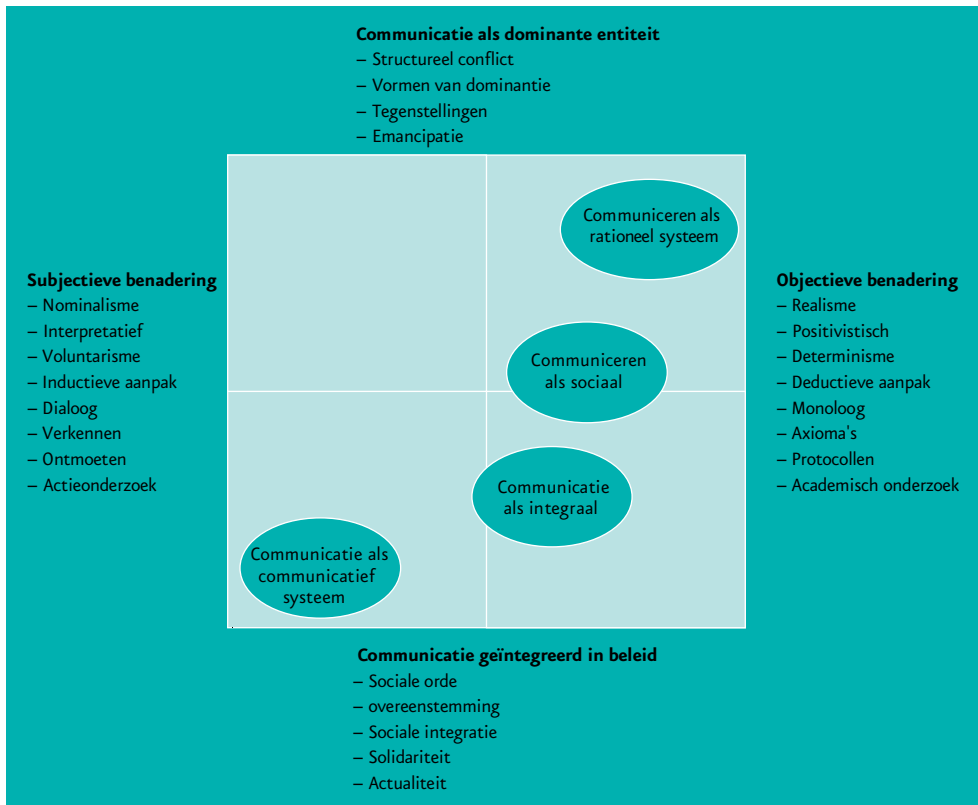 Communicatie als dominante entiteit
– Structureel conflict
– Vormen van dominantie
– Tegenstellingen
– Emancipatie
Communiceren als
rationeel systeem
Subjectieve benadering
– Nominalisme
– Interpretatief
– Voluntarisme
– Inductieve aanpak
– Dialoog
– Verkennen
– Ontmoeten
– Actieonderzoek
Communiceren
als sociaal
Communicatie
als integraal
Communicatie als
communicatief
systeem
Objectieve benadering
– Realisme
– Positivistisch
– Determinisme
– Deductieve aanpak
– Monoloog
– Axioma's
– Protocollen
– Academisch onderzoek
Communicatie geïntegreerd in beleid
– Sociale orde
– overeenstemming
– Sociale integratie
– Solidariteit
– Actualiteit